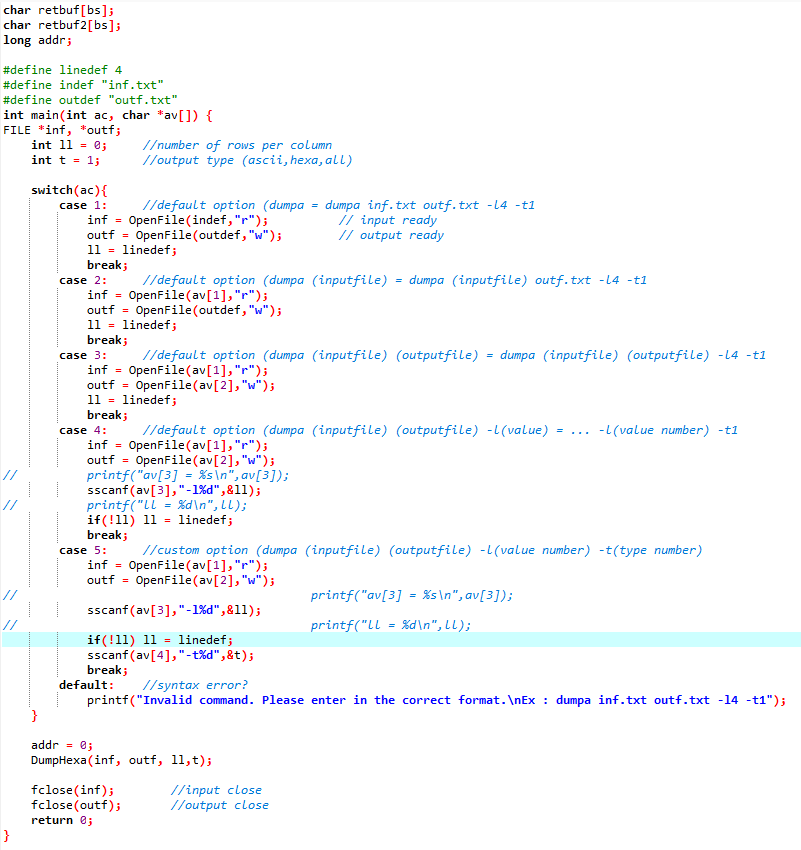 char retbuf[bs];
char retbuf2[bs];
long addr;

#define linedef 4
#define indef "inf.txt"
#define outdef "outf.txt"
int main(int ac, char *av[]) {
FILE *inf, *outf;
    int ll = 0;     //number of rows per column
    int t = 1;      //output type (ascii,hexa,all)

    switch(ac){
        case 1:     //default option (dumpa = dumpa inf.txt outf.txt -l4 -t1
            inf = OpenFile(indef,"r");          // input ready
            outf = OpenFile(outdef,"w");        // output ready
            ll = linedef;
            break;
        case 2:     //default option (dumpa (inputfile) = dumpa (inputfile) outf.txt -l4 -t1
            inf = OpenFile(av[1],"r");
            outf = OpenFile(outdef,"w");
            ll = linedef;
            break;
        case 3:     //default option (dumpa (inputfile) (outputfile) = dumpa (inputfile) (outputfile) -l4 -t1
            inf = OpenFile(av[1],"r");
            outf = OpenFile(av[2],"w");
            ll = linedef;
            break;
        case 4:     //default option (dumpa (inputfile) (outputfile) -l(value) = ... -l(value number) -t1
            inf = OpenFile(av[1],"r");
            outf = OpenFile(av[2],"w");
//          printf("av[3] = %s\n",av[3]);
            sscanf(av[3],"-l%d",&ll);
//          printf("ll = %d\n",ll);
            if(!ll) ll = linedef;
            break;
        case 5:     //custom option (dumpa (inputfile) (outputfile) -l(value number) -t(type number)
            inf = OpenFile(av[1],"r");
            outf = OpenFile(av[2],"w");
//                                          printf("av[3] = %s\n",av[3]);
            sscanf(av[3],"-l%d",&ll);
//                                          printf("ll = %d\n",ll);
            if(!ll) ll = linedef;
            sscanf(av[4],"-t%d",&t);
            break;
        default:    //syntax error?
            printf("Invalid command. Please enter in the correct format.\nEx : dumpa inf.txt outf.txt -l4 -t1");
    }

    addr = 0;
    DumpHexa(inf, outf, ll,t);

    fclose(inf);        //input close
    fclose(outf);       //output close
    return 0;
}